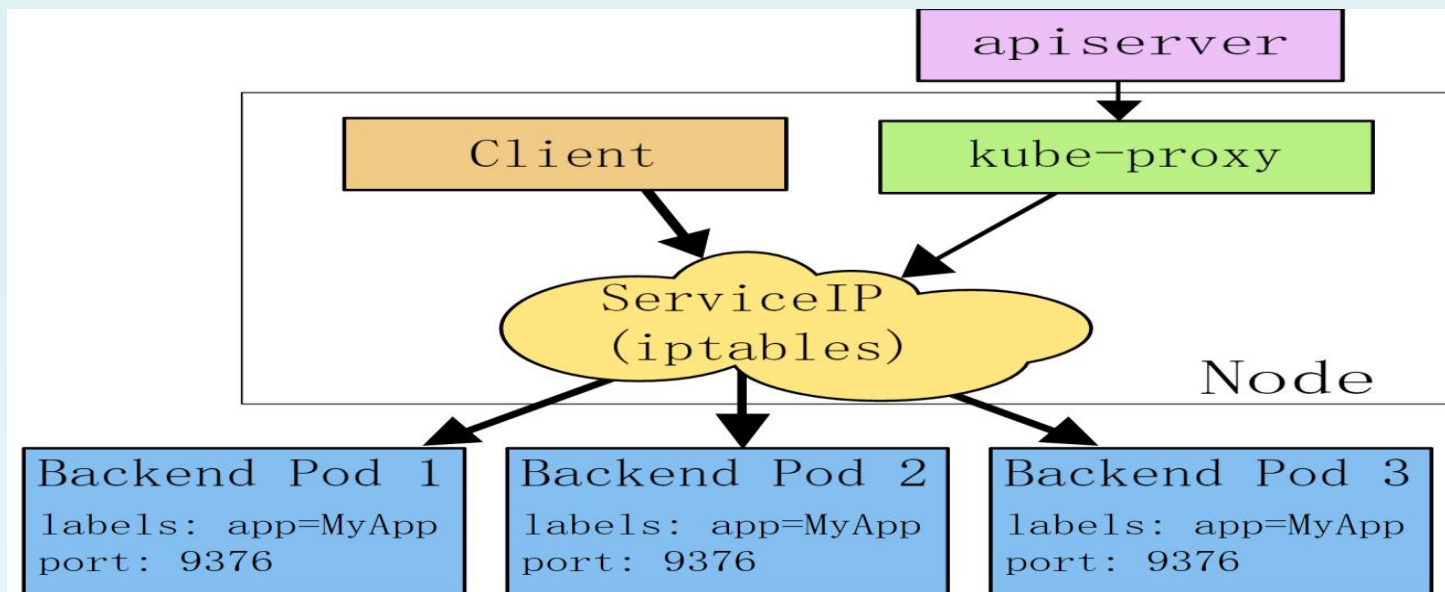 apiserver
Client
kube-proxy
ServiceIP
(iptables)
Node
Backend Pod 1
labels: app=MyApp
port: 9376
Backend Pod 2
labels: app=MyApp
port: 9376
Backend Pod 3
labels: app=MyApp
port: 9376